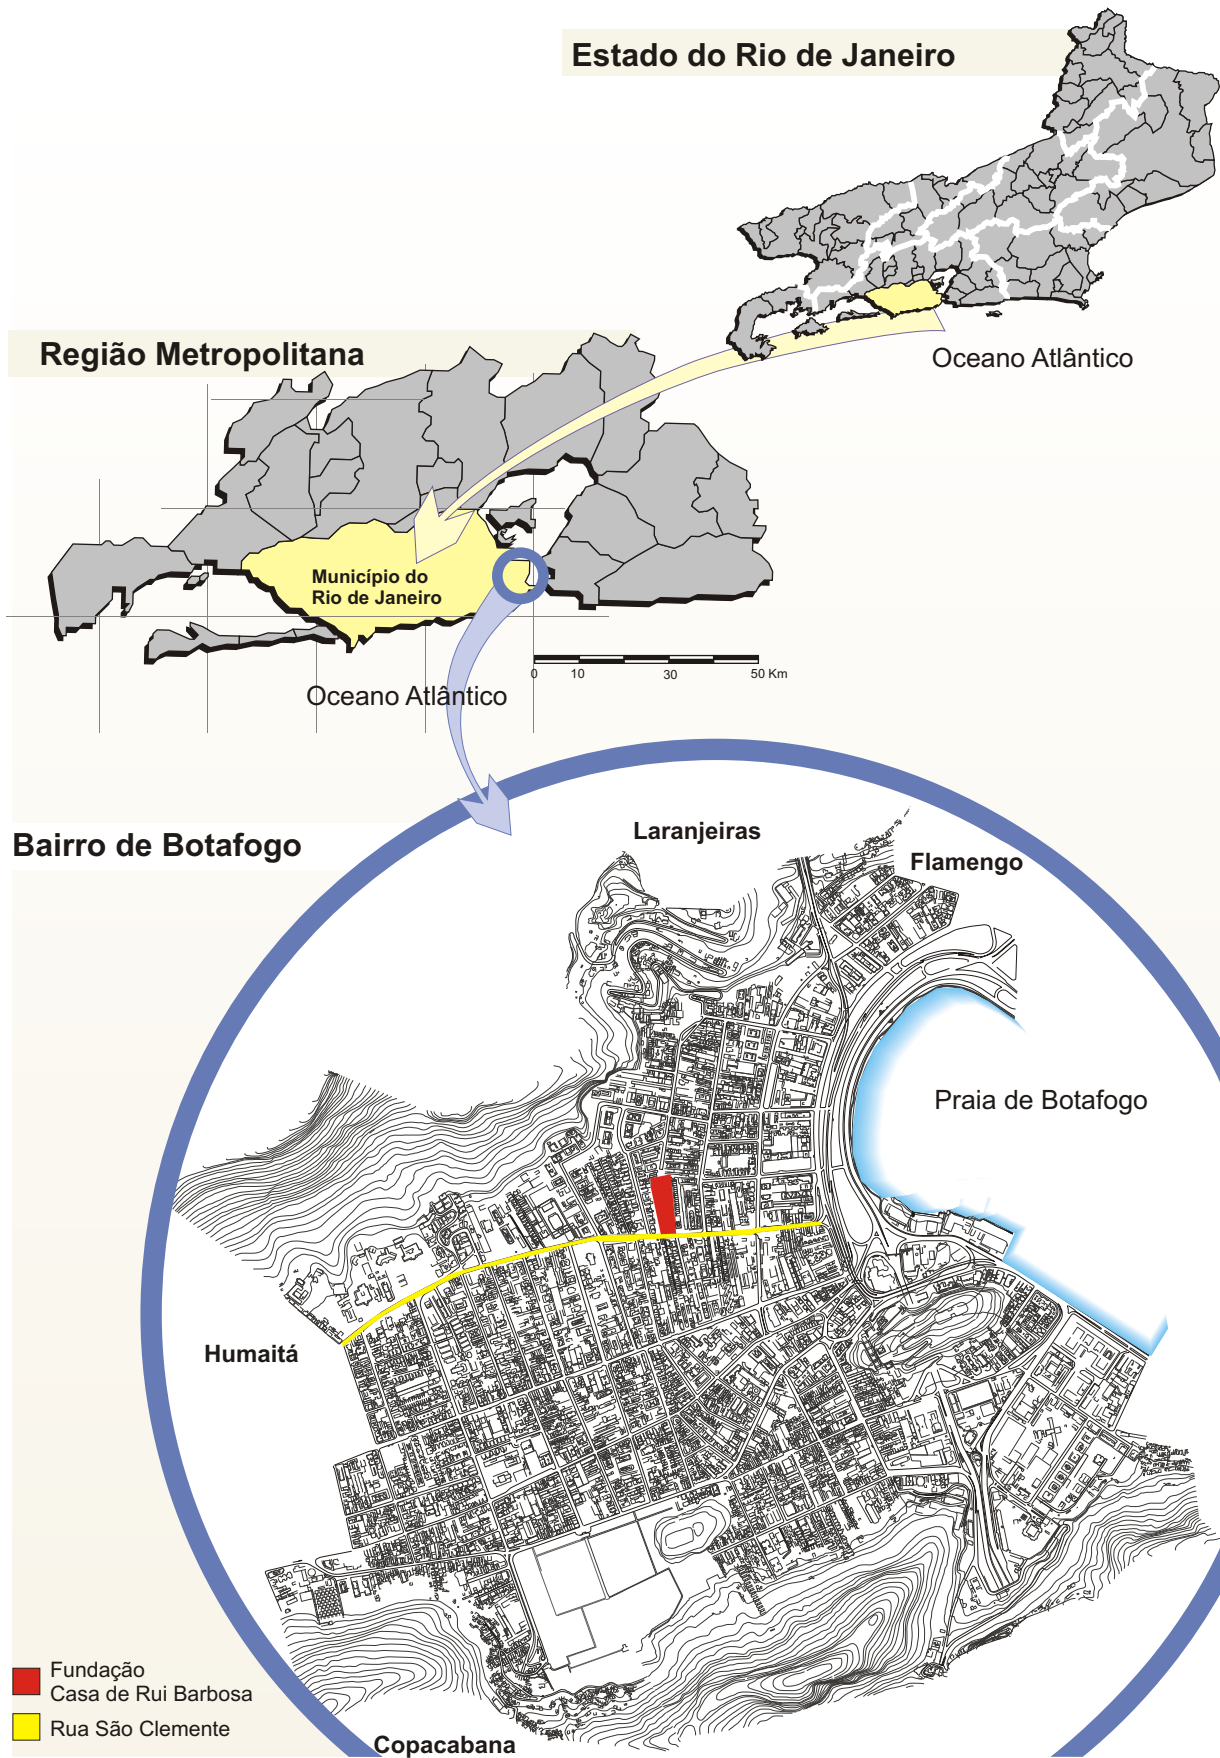 Estado do Rio de Janeiro
Oceano Atlântico
Região Metropolitana
Município do
Rio de Janeiro
0 10 30 50 Km
Oceano Atlântico
Bairro de Botafogo
Laranjeiras
Flamengo
Praia de Botafogo
Humaitá
Fundação
Casa de Rui Barbosa
Rua São Clemente
Copacabana